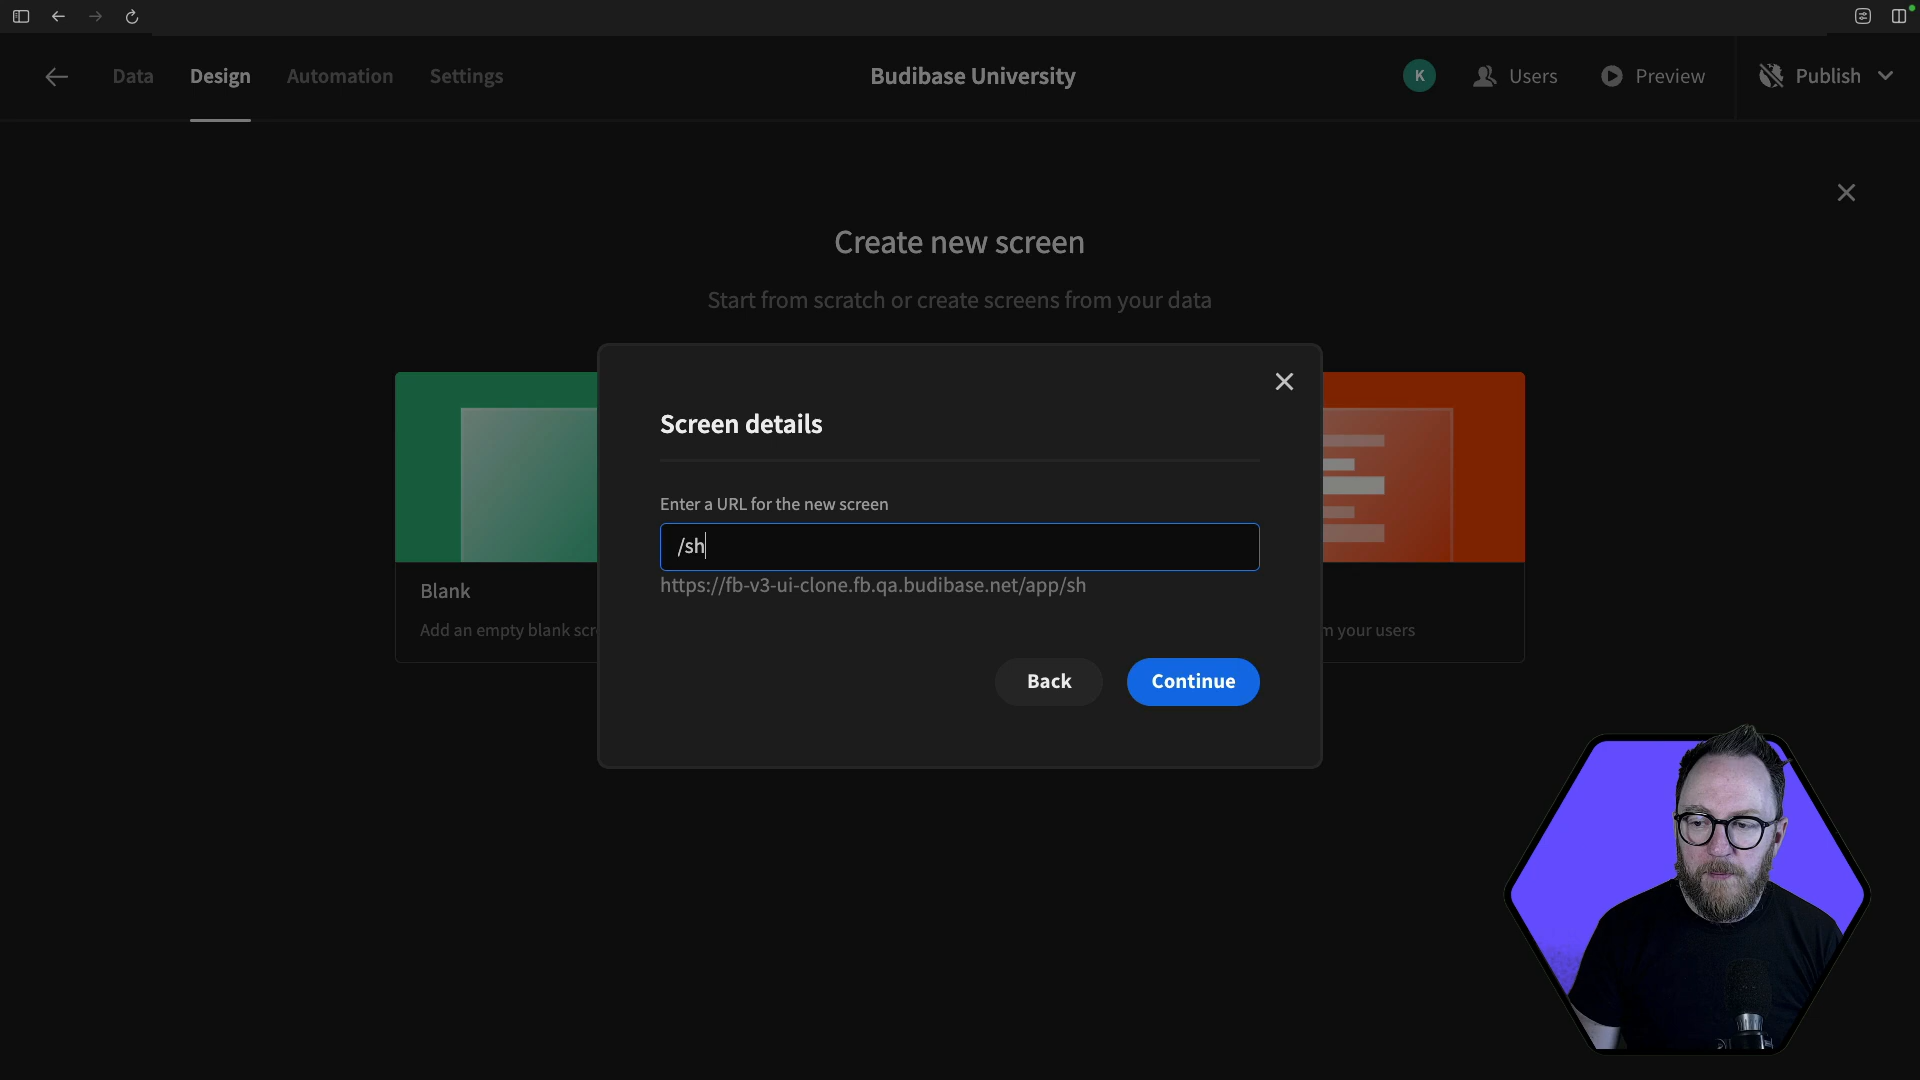 Data
Design
Automation
Settings
Budibase University
K
Users
Preview
Publish
Create new screen
Start from scratch or create screens from your data
Screen details
Enter a URL for the new screen
/sh
https://fb-v3-ui-clone.fb.qa.budibase.net/app/sh
Back
Continue
Blank
Add an empty blank scr
m your users